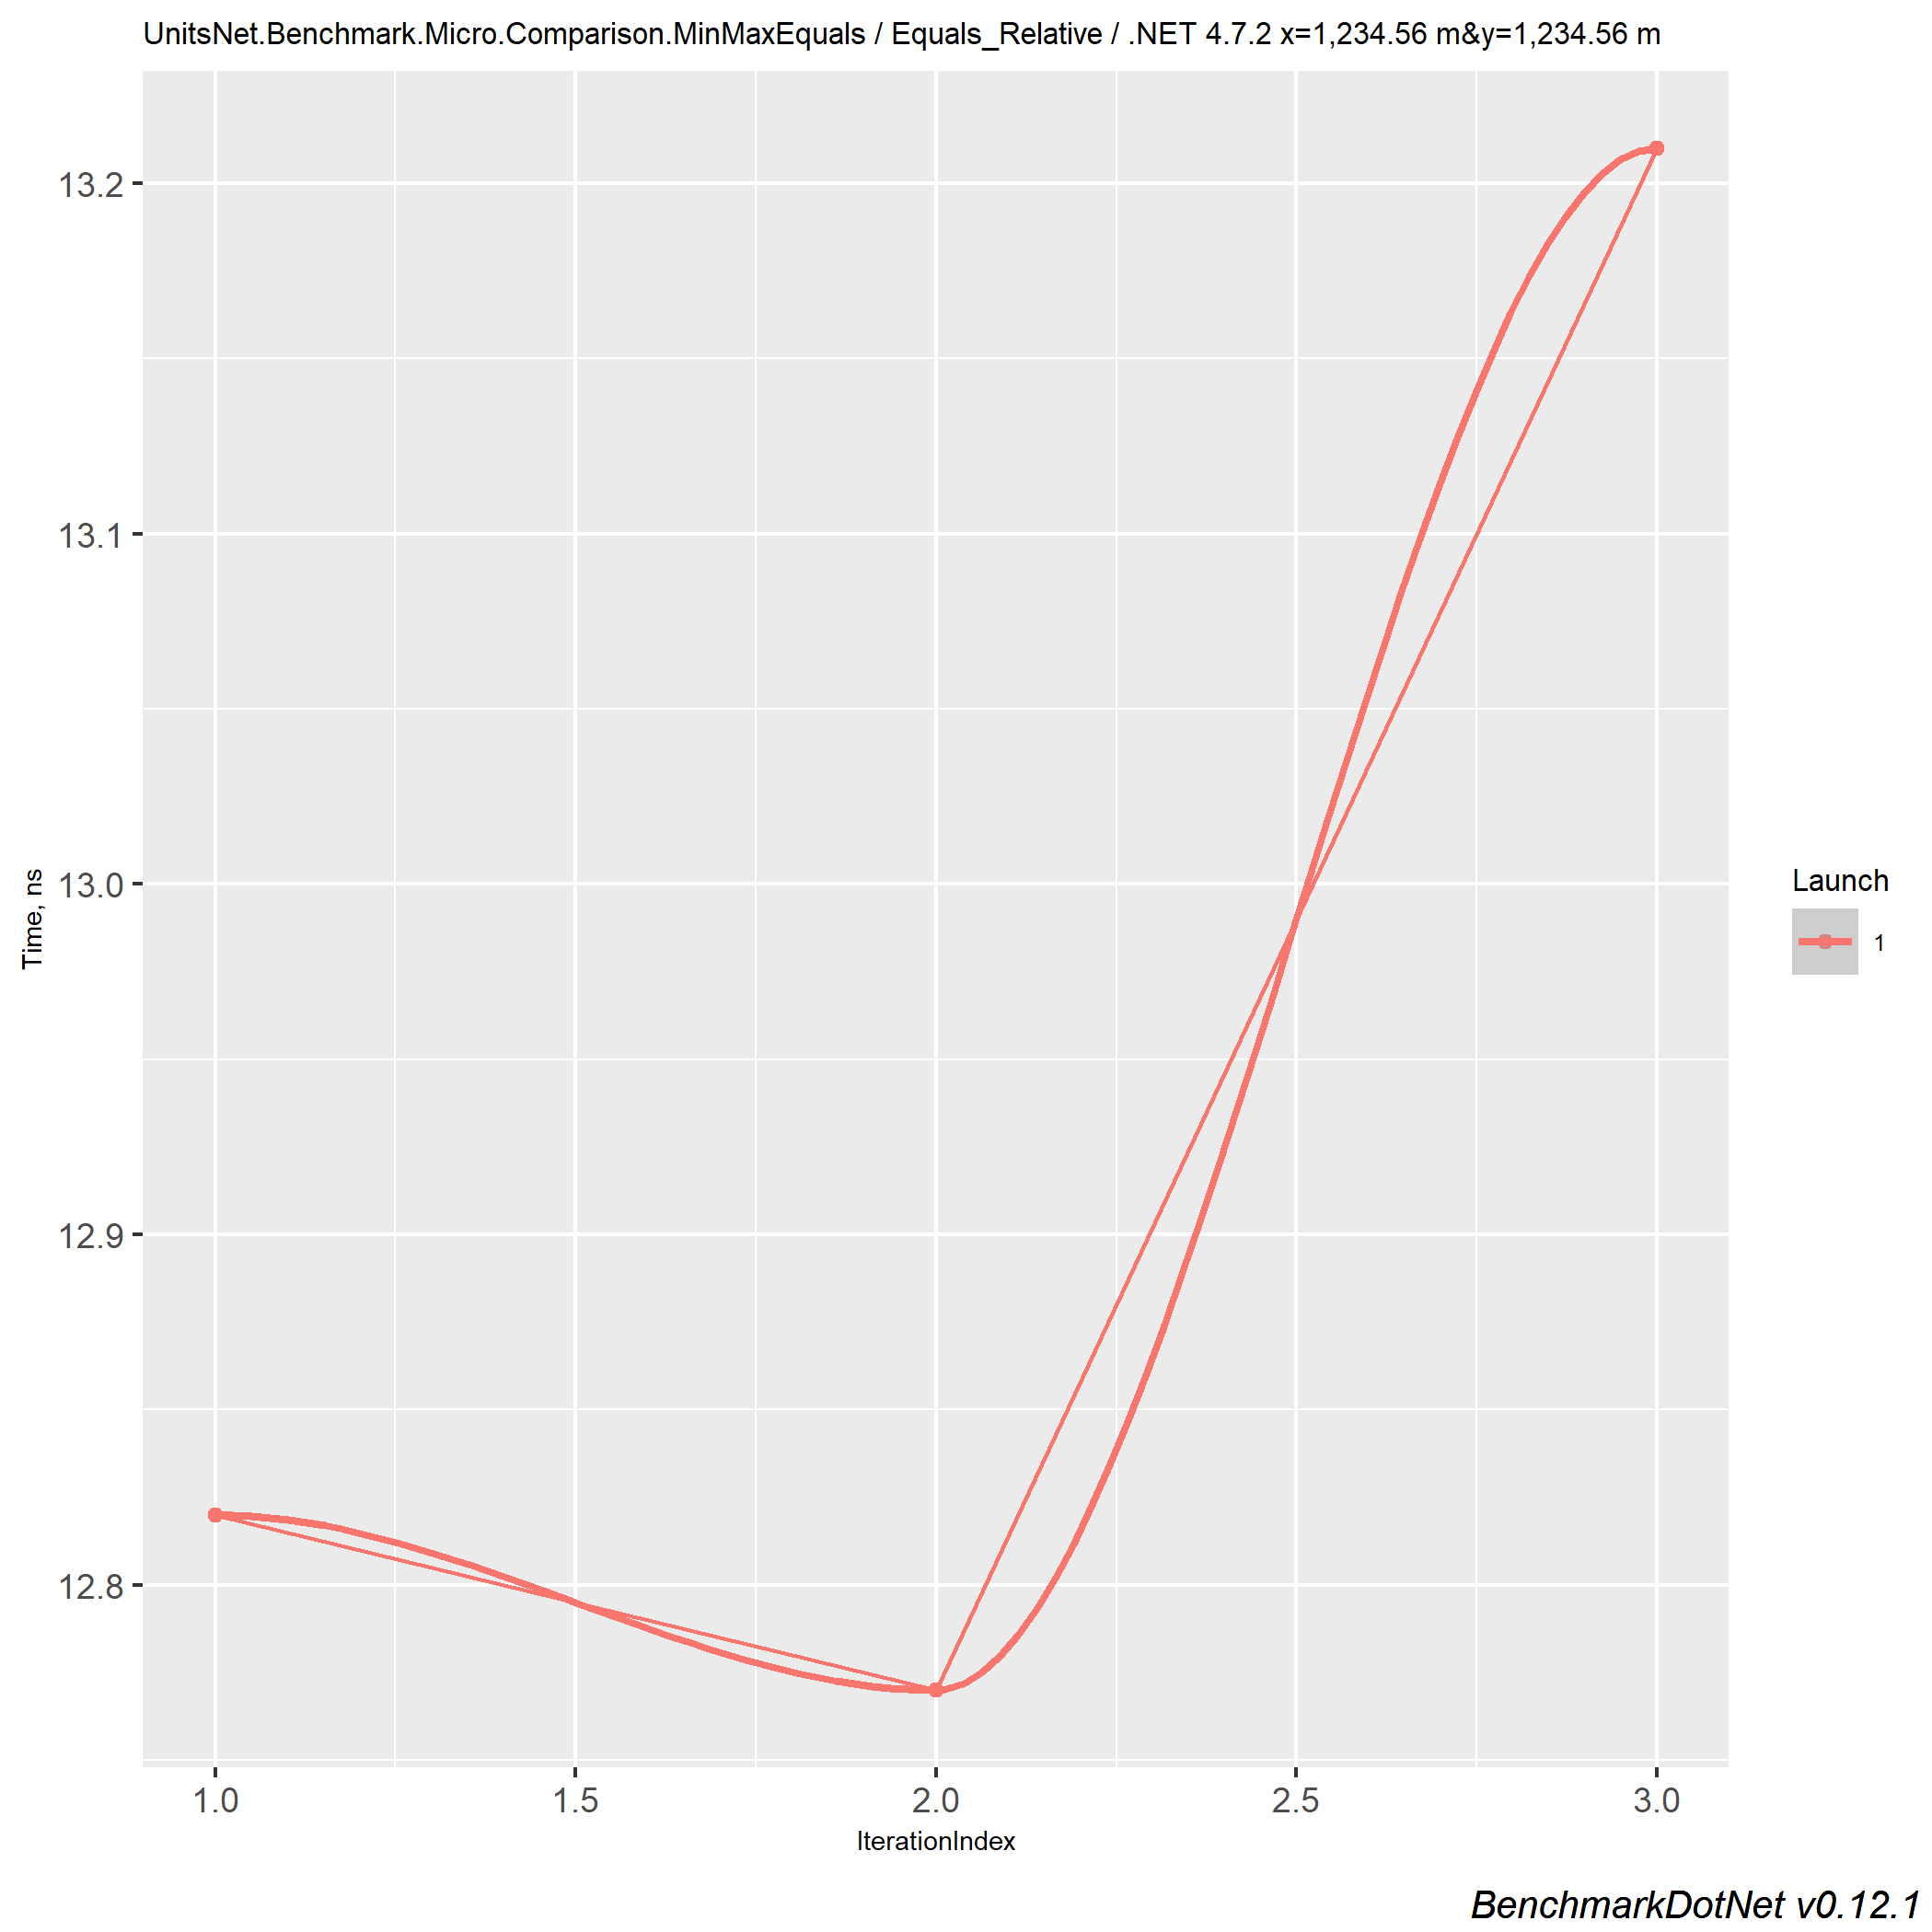 UnitsNet.Benchmark.Micro.Comparison.MinMaxEquals / Equals_Relative / .NET 4.7.2 x=1,234.56 m&y=1,234.56 m
13.2
13.1
13.0
12.9
12.8
Time, ns
1.0
1.5
2.0
2.5
3.0
IterationIndex
Launch
1
BenchmarkDotNet v0.12.1